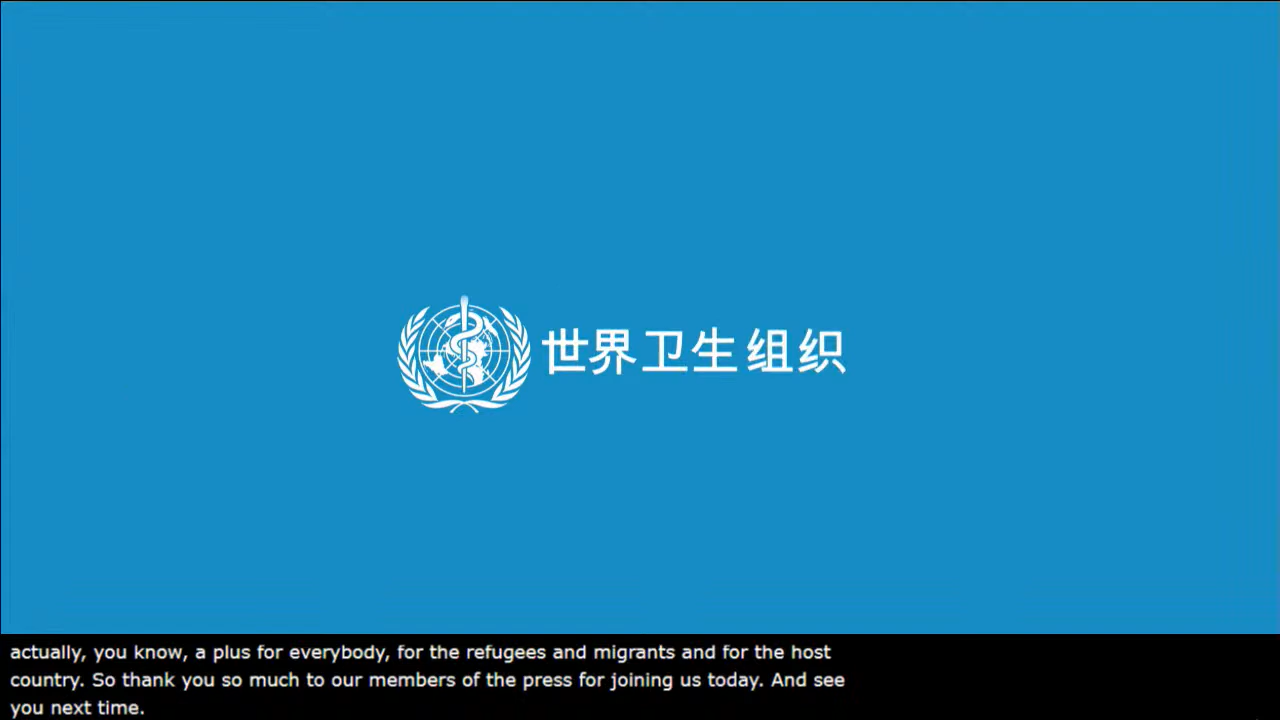 世界卫生组织
actually, you know, a plus for everybody, for the refugees and migrants and for the host
country. So thank you so much to our members of the press for joining us today. And see
you next time.